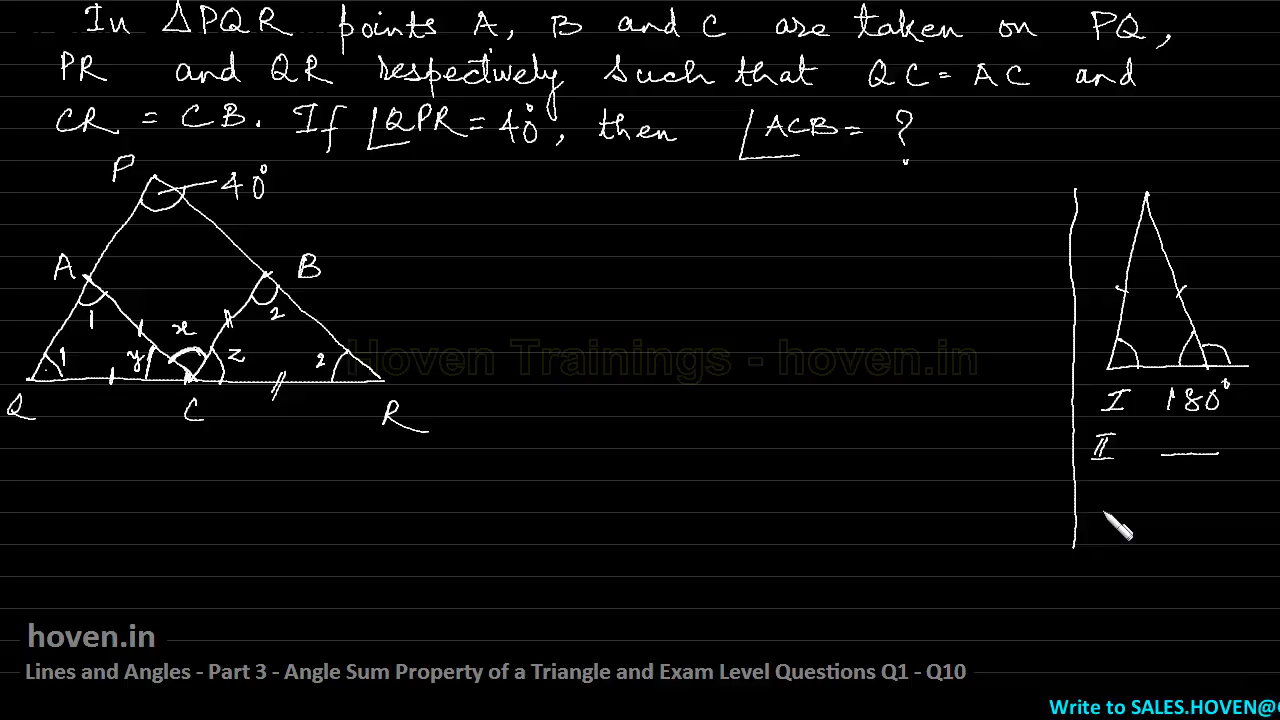 In △PQR points A, B and C are taken on PQ,
PR and QR respectively such that QC = AC and
CR = CB. If ∠QPR = 40°, then ∠ACB = ?
P
40°
A
B
1
2
x
1
y
z
2
Q
C
R
I 180°
II
Hoven Trainings - hoven.in
hoven.in
Lines and Angles - Part 3 - Angle Sum Property of a Triangle and Exam Level Questions Q1 - Q10
Write to SALES.HOVEN@